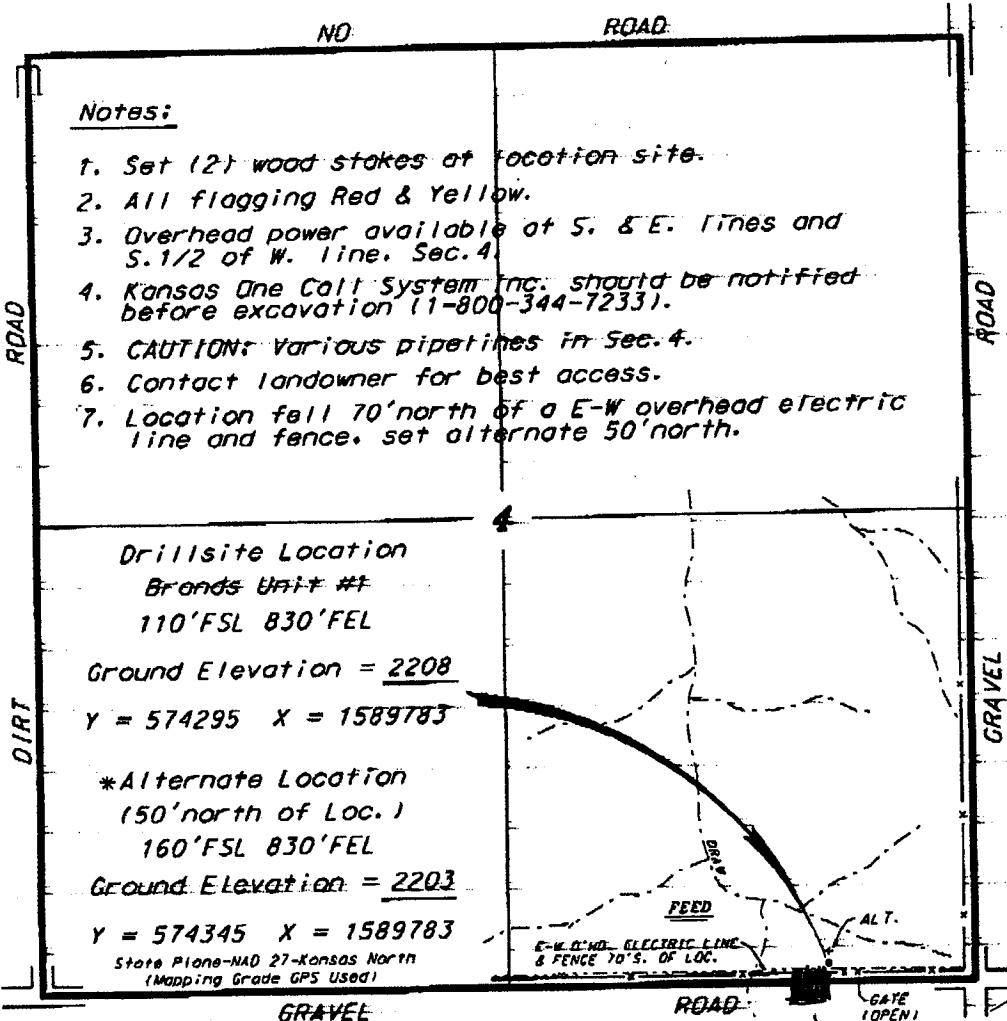 NO ROAD
Notes:
1. Set (2) wood stakes at location site.
2. All flagging Red & Yellow.
3. Overhead power available at S. & E. lines and
S.1/2 of W. line. Sec.4.
4. Kansas One Call System Inc. should be notified
before excavation (1-800-344-7233).
5. CAUTION: Various pipelines in Sec.4.
6. Contact landowner for best access.
7. Location fell 70'north of a E-W overhead electric
line and fence. set alternate 50'north.
ROAD
ROAD
4
Drillsite Location
Brands Unit #1
110'FSL 830'FEL
Ground Elevation = 2208
Y = 574295 X = 1589783
DIRT
GRAVEL
*Alternate Location
(50'north of Loc.)
160'FSL 830'FEL
Ground Elevation = 2203
Y = 574345 X = 1589783
State Plane-NAD 27-Kansas North
(Mapping Grade GPS Used)
DRAW
FEED
ALT.
E-W O'HD. ELECTRIC LINE
& FENCE 70'S. OF LOC.
GRAVEL ROAD
GATE
(OPEN)